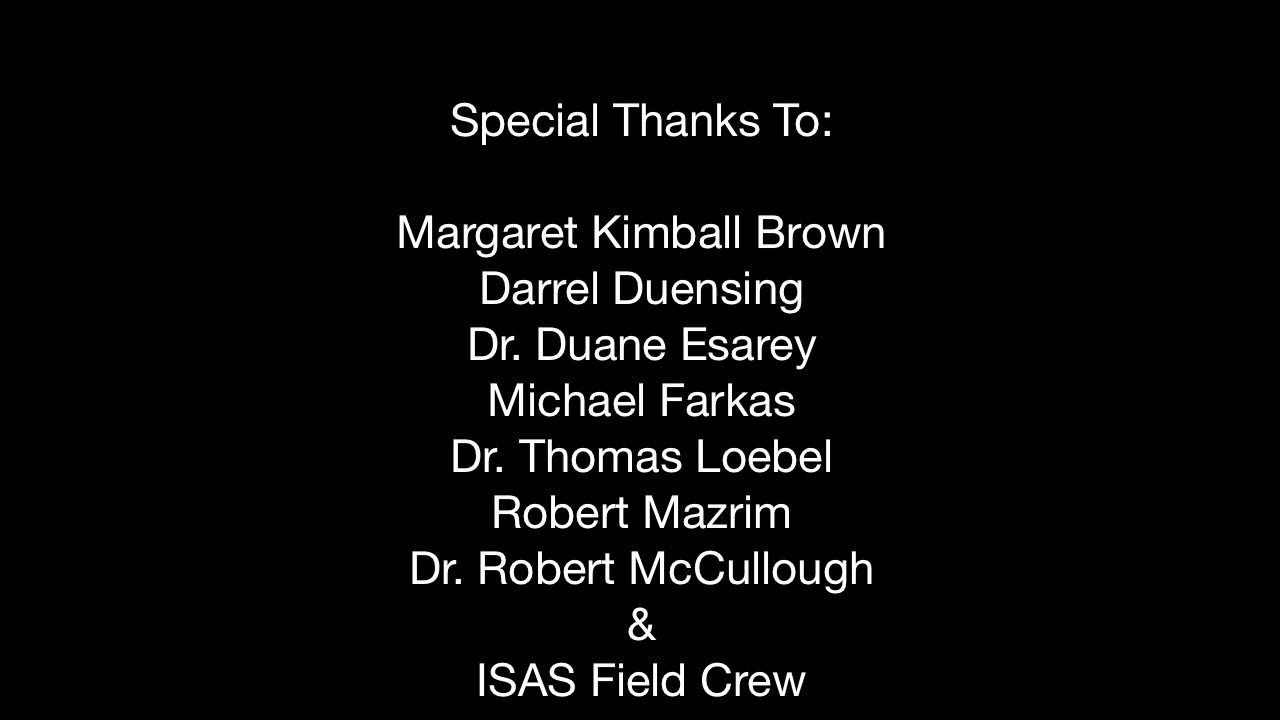 Special Thanks To:
Margaret Kimball Brown
Darrel Duensing
Dr. Duane Esarey
Michael Farkas
Dr. Thomas Loebel
Robert Mazrim
Dr. Robert McCullough
&
ISAS Field Crew